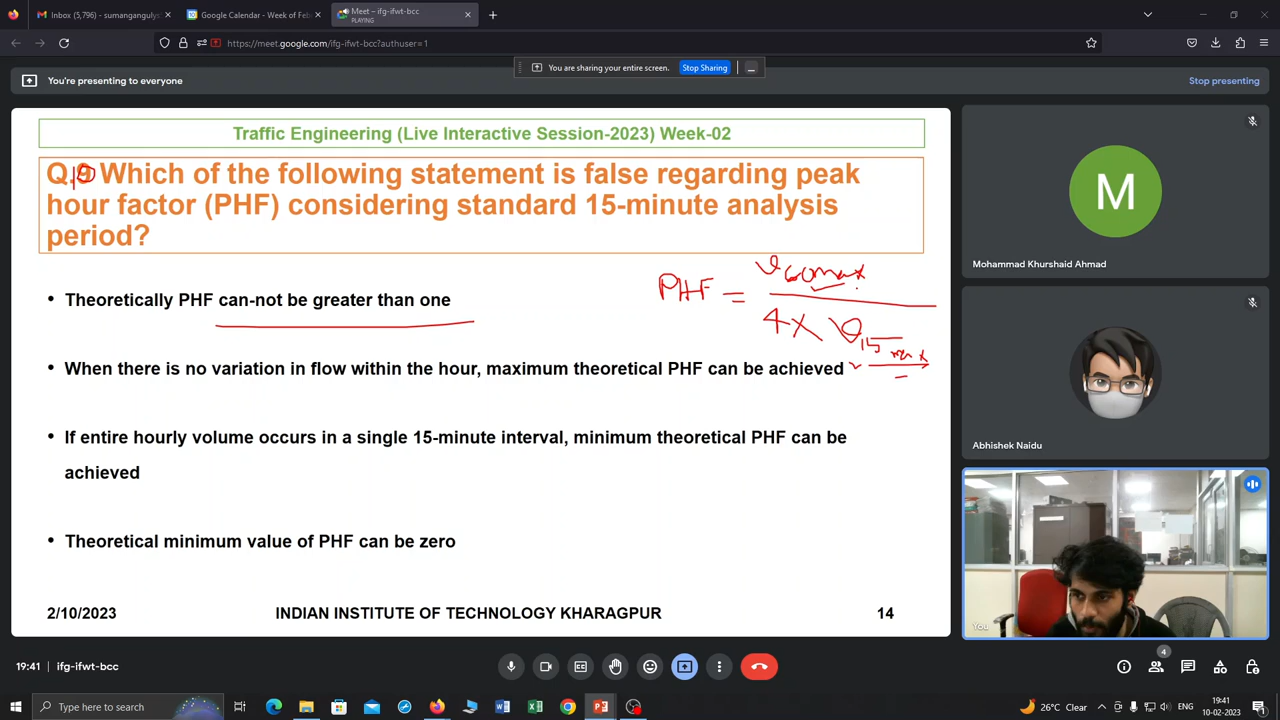 Inbox (5,796) - sumangangulys
Google Calendar - Week of Fe
Meet – ifg-ifwt-bcc
PLAYING
https://meet.google.com/ifg-ifwt-bcc?authuser=1
You are sharing your entire screen.
Stop Sharing
You're presenting to everyone
Stop presenting
Traffic Engineering (Live Interactive Session-2023) Week-02
Q.10 Which of the following statement is false regarding peak
hour factor (PHF) considering standard 15-minute analysis
period?
PHF = V60max
4 x V15 max
• Theoretically PHF can-not be greater than one
• When there is no variation in flow within the hour, maximum theoretical PHF can be achieved
• If entire hourly volume occurs in a single 15-minute interval, minimum theoretical PHF can be
achieved
• Theoretical minimum value of PHF can be zero
2/10/2023
INDIAN INSTITUTE OF TECHNOLOGY KHARAGPUR
14
M
Mohammad Khurshaid Ahmad
Abhishek Naidu
You
19:41
ifg-ifwt-bcc
4
Type here to search
26°C Clear
ENG
19:41
10-02-2023